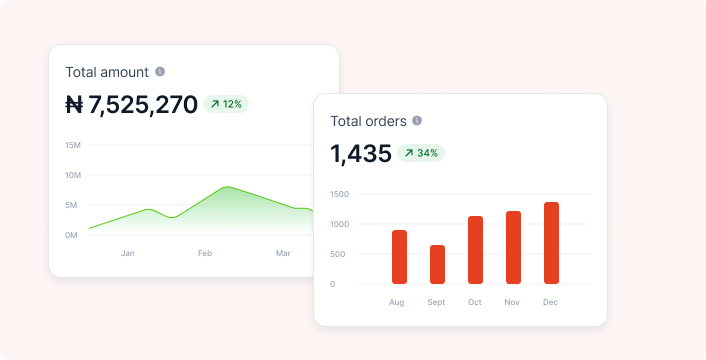 Total amount
₦ 7,525,270 12%
15M
10M
5M
0M
Jan Feb Mar
Total orders
1,435 34%
1500
1000
500
0
Aug Sept Oct Nov Dec